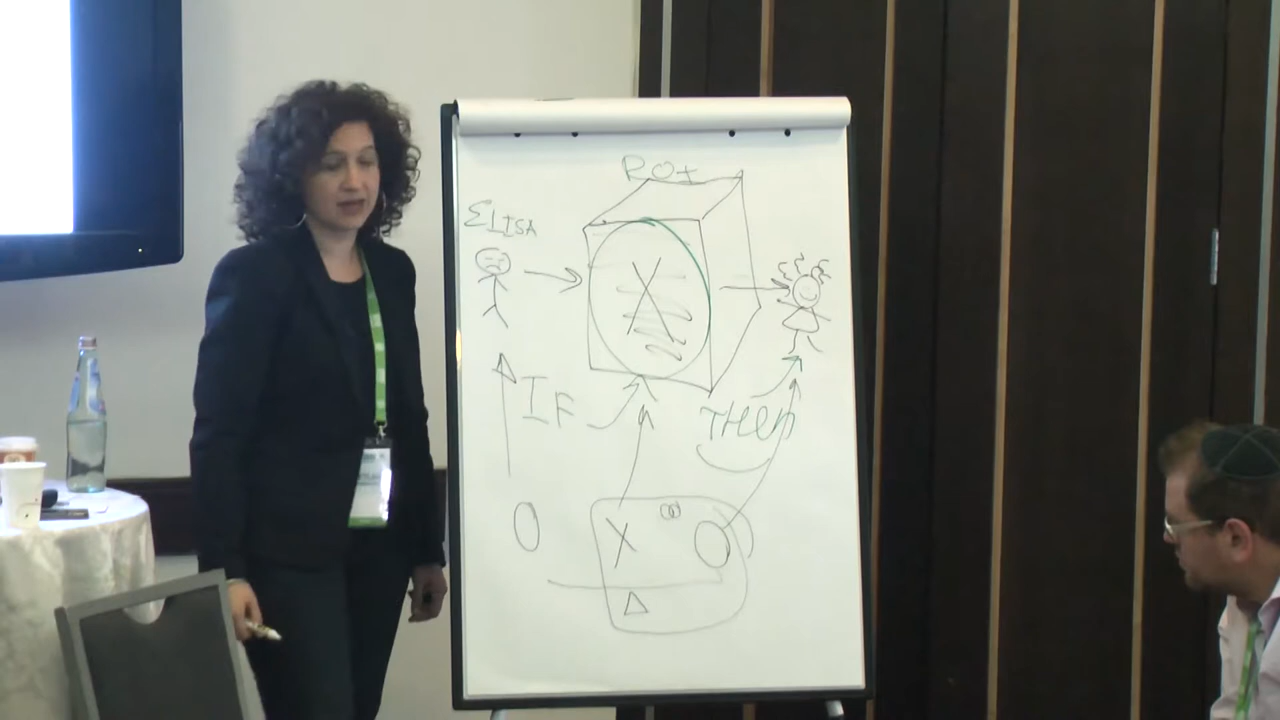 ROI
ELISA
X
IF
THEN
O
X
O
Δ